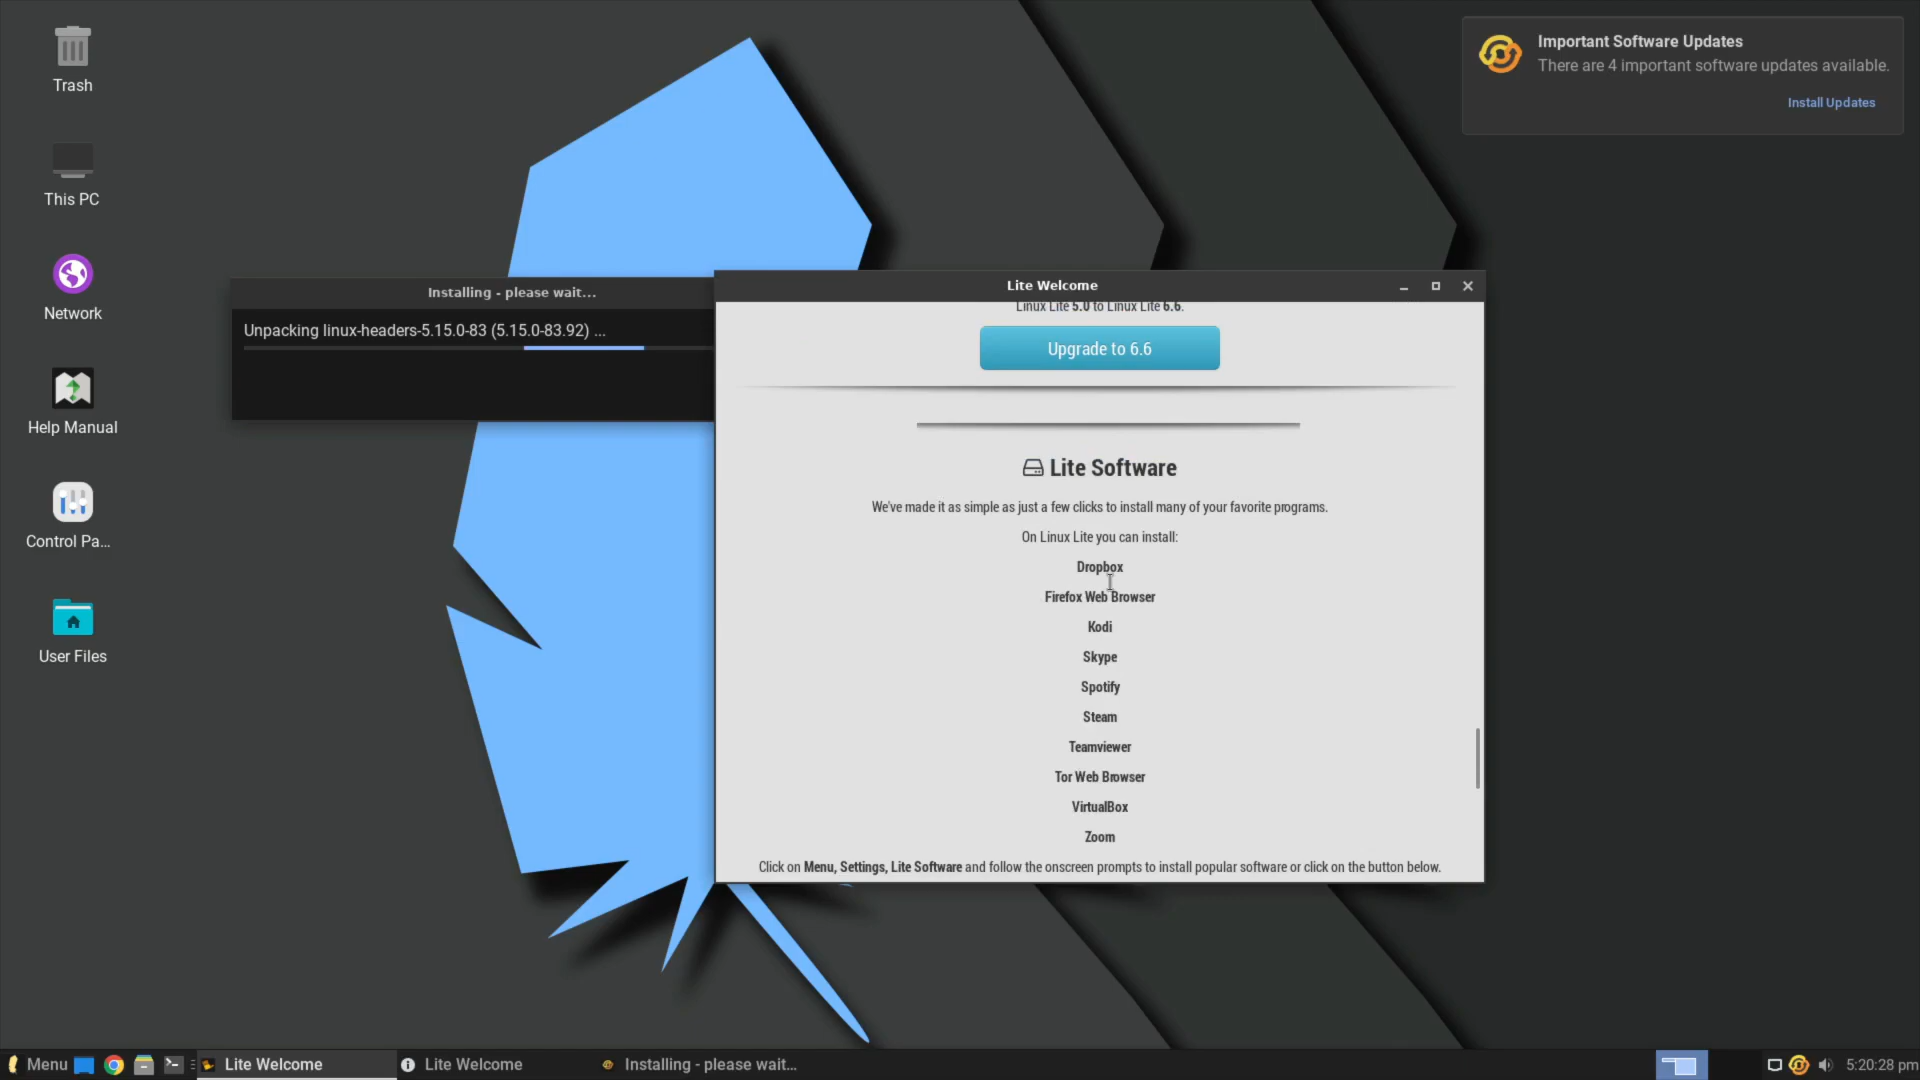 Trash
This PC
Network
Help Manual
Control Pa...
User Files
Important Software Updates
There are 4 important software updates available.
Install Updates
Installing - please wait...
Unpacking linux-headers-5.15.0-83 (5.15.0-83.92) ...
Lite Welcome
Linux Lite 5.0 to Linux Lite 6.6.
Upgrade to 6.6
Lite Software
We've made it as simple as just a few clicks to install many of your favorite programs.
On Linux Lite you can install:
Dropbox
Firefox Web Browser
Kodi
Skype
Spotify
Steam
Teamviewer
Tor Web Browser
VirtualBox
Zoom
Click on Menu, Settings, Lite Software and follow the onscreen prompts to install popular software or click on the button below.
Menu
Lite Welcome
Lite Welcome
Installing - please wait...
5:20:28 pm